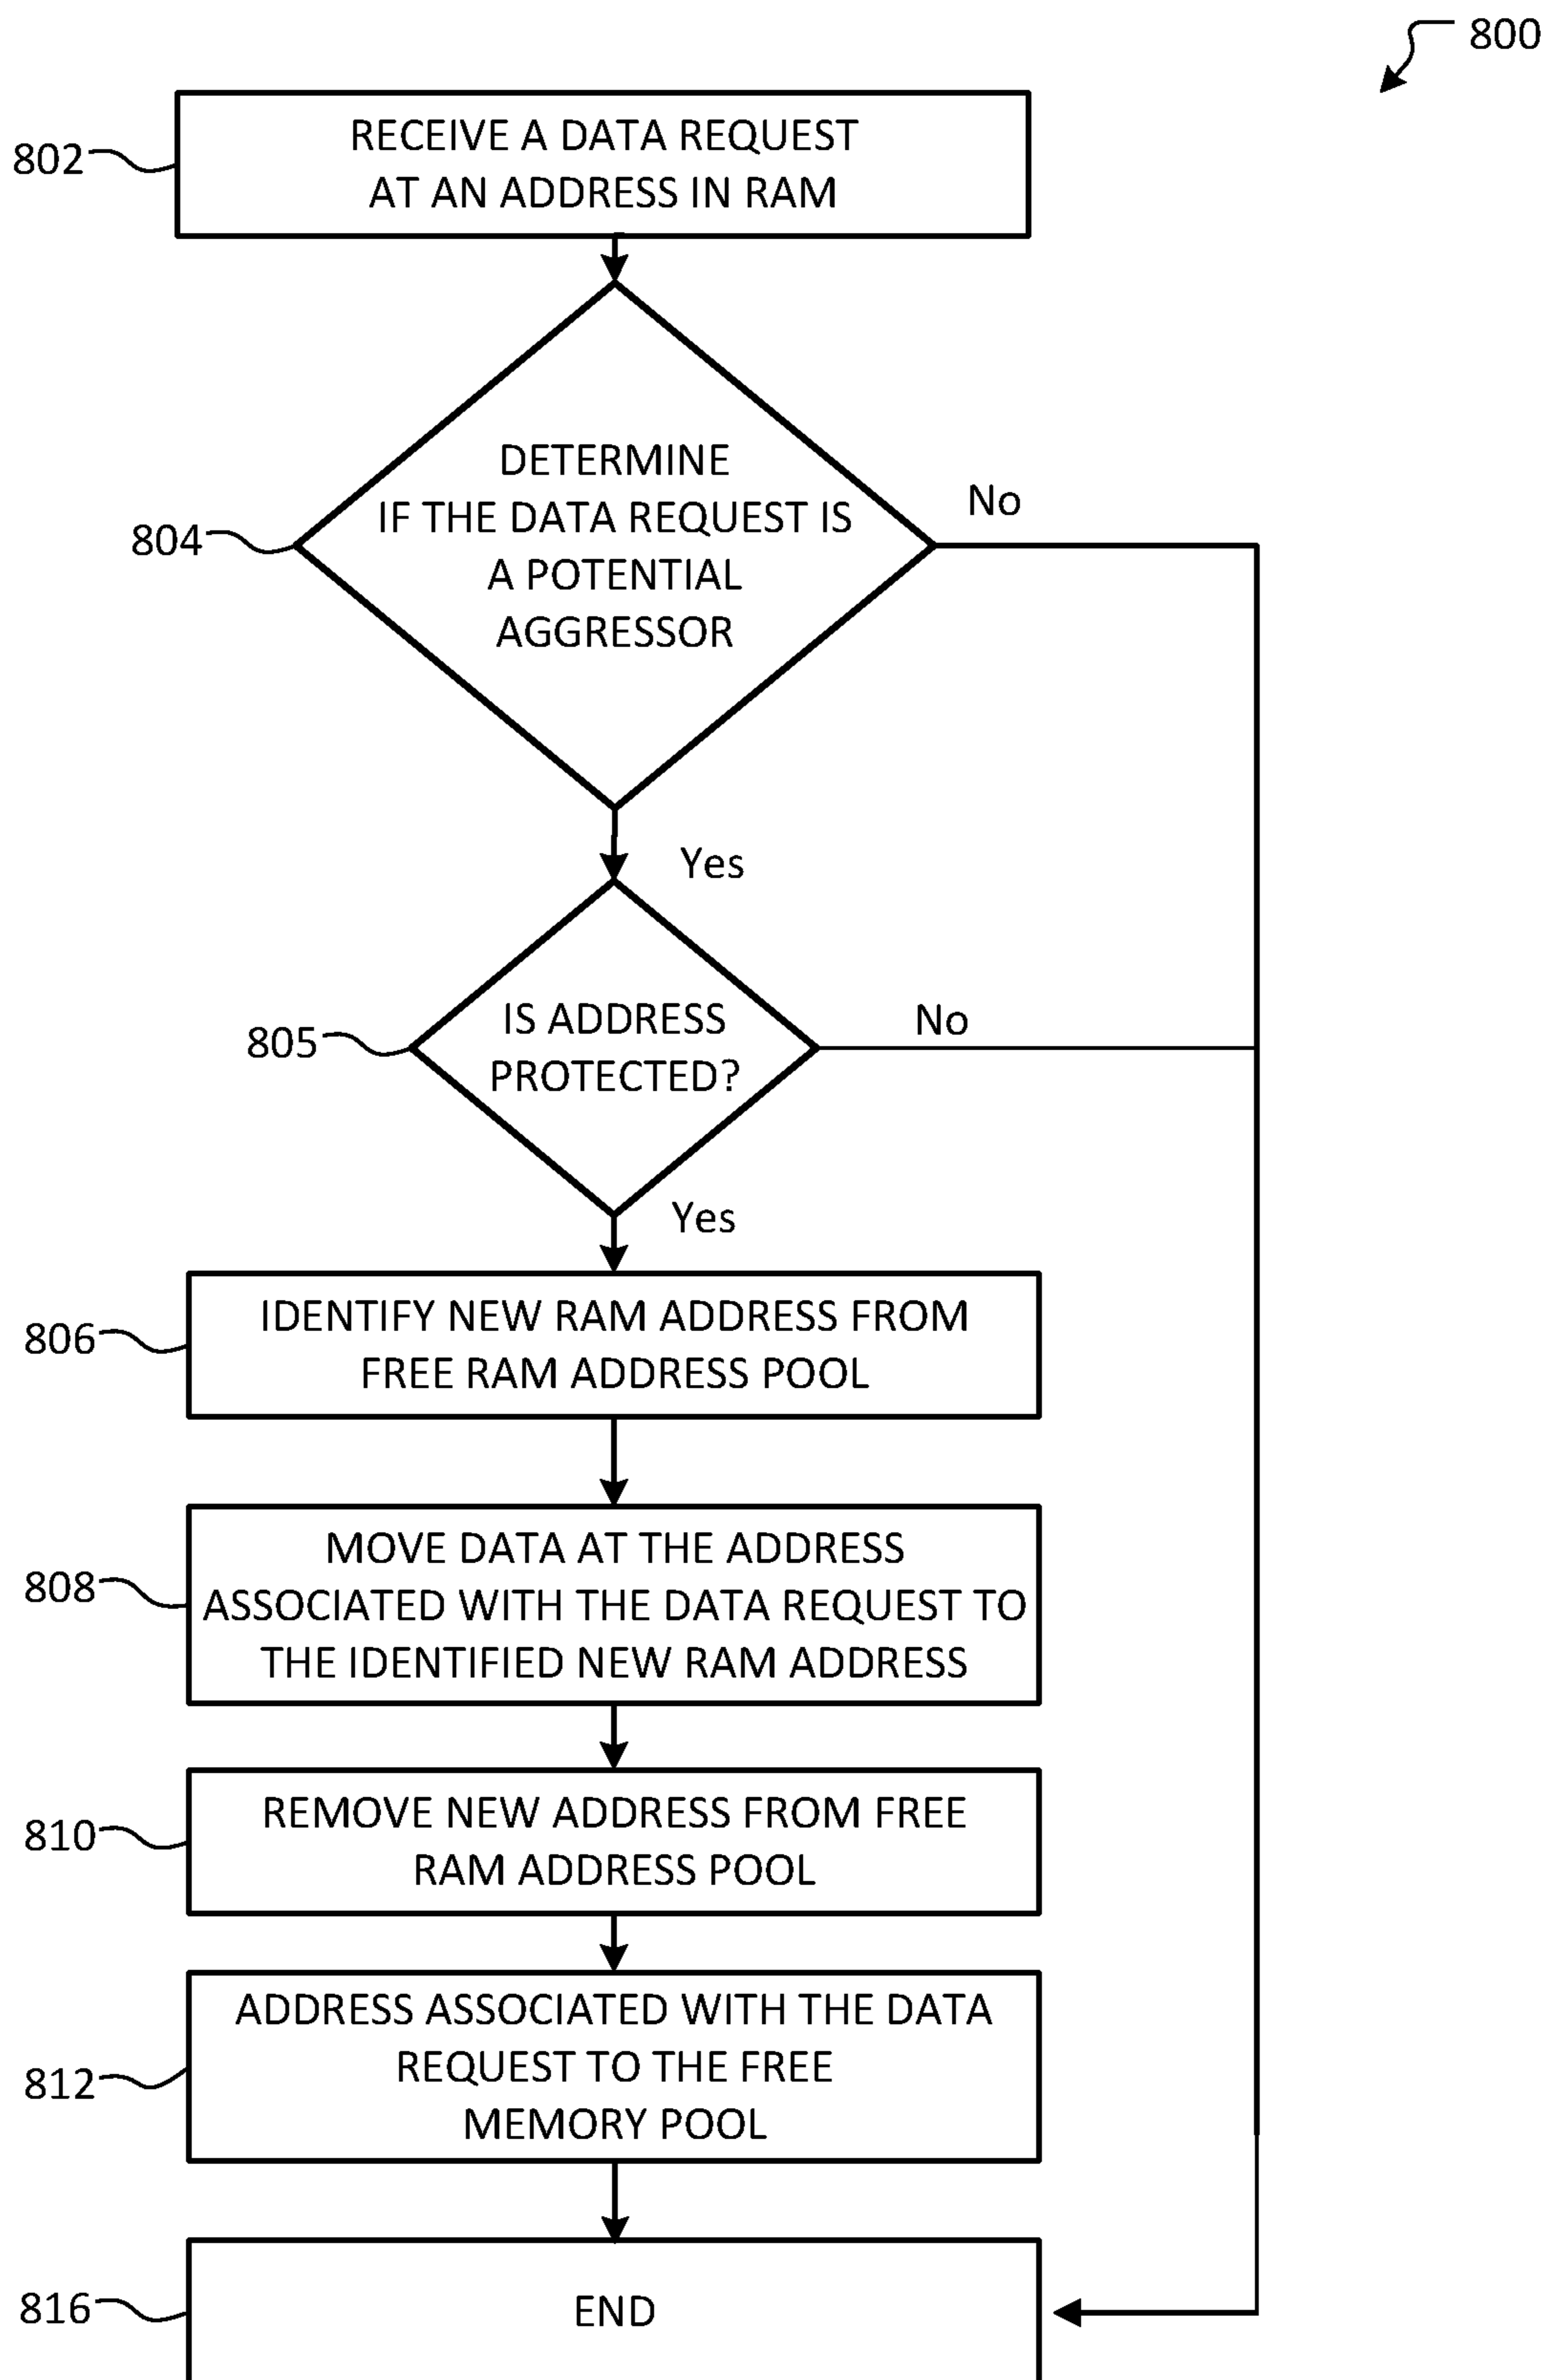 800
802
RECEIVE A DATA REQUEST
AT AN ADDRESS IN RAM
804
DETERMINE
IF THE DATA REQUEST IS
A POTENTIAL
AGGRESSOR
No
Yes
805
IS ADDRESS
PROTECTED?
No
Yes
806
IDENTIFY NEW RAM ADDRESS FROM
FREE RAM ADDRESS POOL
808
MOVE DATA AT THE ADDRESS
ASSOCIATED WITH THE DATA REQUEST TO
THE IDENTIFIED NEW RAM ADDRESS
810
REMOVE NEW ADDRESS FROM FREE
RAM ADDRESS POOL
812
ADDRESS ASSOCIATED WITH THE DATA
REQUEST TO THE FREE
MEMORY POOL
816
END